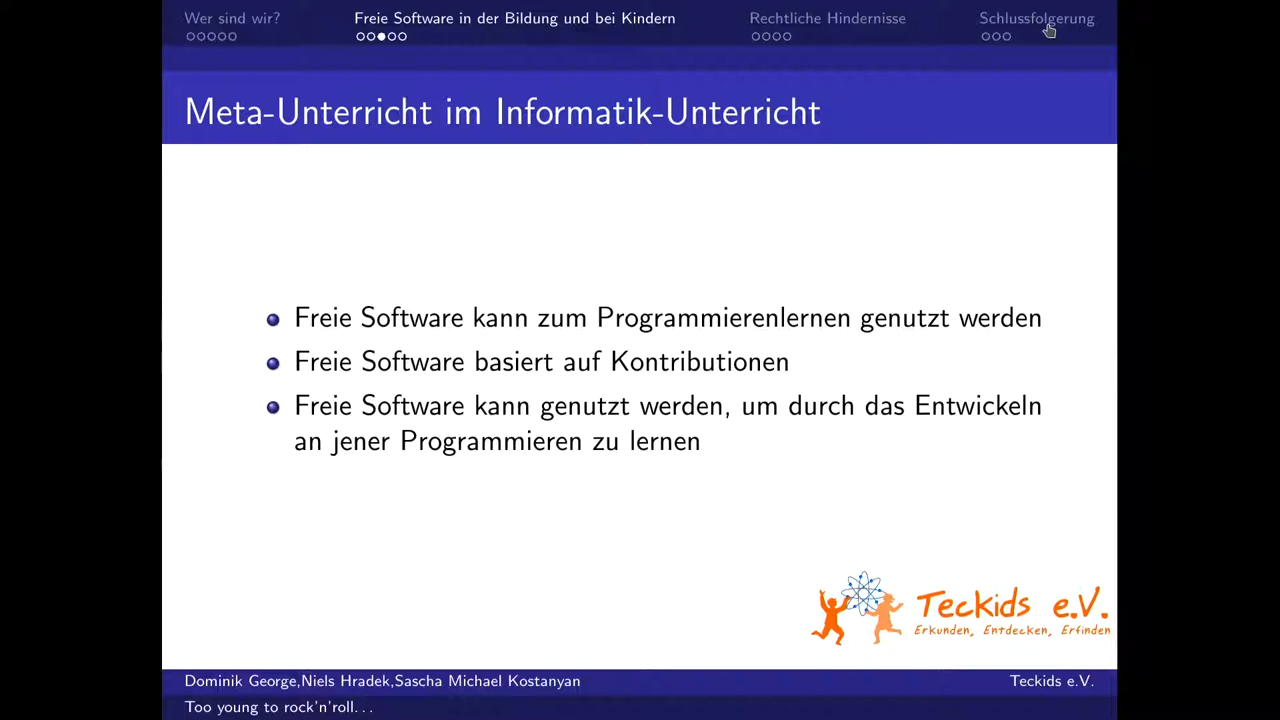 Wer sind wir?
Freie Software in der Bildung und bei Kindern
Rechtliche Hindernisse
Schlussfolgerung
Meta-Unterricht im Informatik-Unterricht
Freie Software kann zum Programmierenlernen genutzt werden
Freie Software basiert auf Kontributionen
Freie Software kann genutzt werden, um durch das Entwickeln
an jener Programmieren zu lernen
Teckids e.V.
Erkunden, Entdecken, Erfinden
Dominik George,Niels Hradek,Sascha Michael Kostanyan
Teckids e.V.
Too young to rock'n'roll...